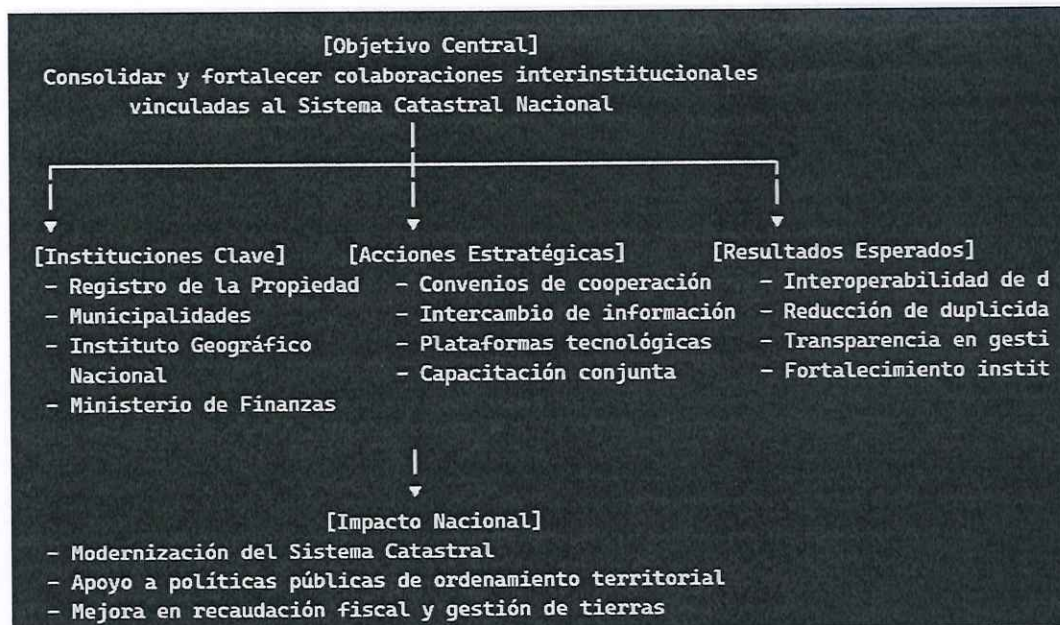 [Objetivo Central]
Consolidar y fortalecer colaboraciones interinstitucionales
vinculadas al Sistema Catastral Nacional
[Instituciones Clave]
– Registro de la Propiedad
– Municipalidades
– Instituto Geográfico
Nacional
– Ministerio de Finanzas
[Acciones Estratégicas]
– Convenios de cooperación
– Intercambio de información
– Plataformas tecnológicas
– Capacitación conjunta
[Resultados Esperados]
– Interoperabilidad de d
– Reducción de duplicida
– Transparencia en gesti
– Fortalecimiento instit
[Impacto Nacional]
– Modernización del Sistema Catastral
– Apoyo a políticas públicas de ordenamiento territorial
– Mejora en recaudación fiscal y gestión de tierras